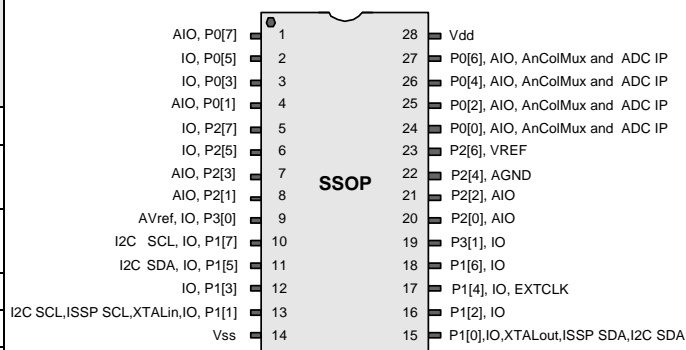 AIO, P0[7] 1 28 Vdd
IO, P0[5] 2 27 P0[6], AIO, AnColMux and ADC IP
IO, P0[3] 3 26 P0[4], AIO, AnColMux and ADC IP
AIO, P0[1] 4 25 P0[2], AIO, AnColMux and ADC IP
IO, P2[7] 5 24 P0[0], AIO, AnColMux and ADC IP
IO, P2[5] 6 23 P2[6], VREF
AIO, P2[3] 7 SSOP 22 P2[4], AGND
AIO, P2[1] 8 21 P2[2], AIO
AVref, IO, P3[0] 9 20 P2[0], AIO
I2C SCL, IO, P1[7] 10 19 P3[1], IO
I2C SDA, IO, P1[5] 11 18 P1[6], IO
IO, P1[3] 12 17 P1[4], IO, EXTCLK
I2C SCL,ISSP SCL,XTALin,IO, P1[1] 13 16 P1[2], IO
Vss 14 15 P1[0],IO,XTALout,ISSP SDA,I2C SDA